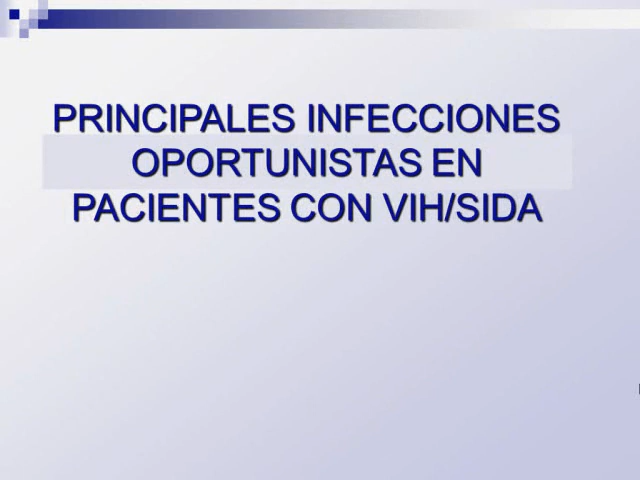 PRINCIPALES INFECCIONES
OPORTUNISTAS EN
PACIENTES CON VIH/SIDA